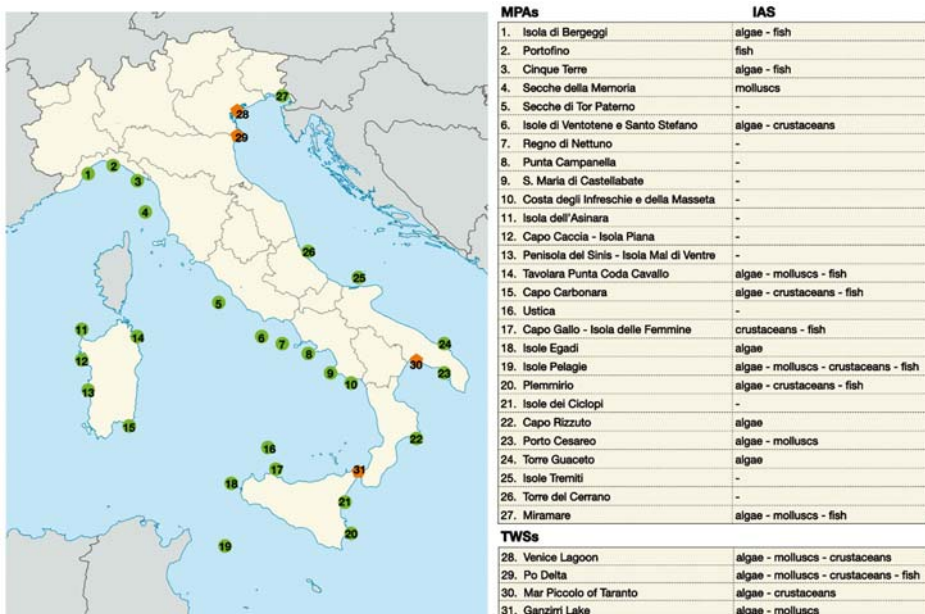 MPAs IAS
1. Isola di Bergeggi algae - fish
2. Portofino fish
3. Cinque Terre algae - fish
4. Secche della Memoria molluscs
5. Secche di Tor Paterno -
6. Isole di Ventotene e Santo Stefano algae - crustaceans
7. Regno di Nettuno -
8. Punta Campanella -
9. S. Maria di Castellabate -
10. Costa degli Infreschie e della Masseta -
11. Isola dell'Asinara -
12. Capo Caccia - Isola Piana -
13. Penisola del Sinis - Isola Mal di Ventre -
14. Tavolara Punta Coda Cavallo algae - molluscs - fish
15. Capo Carbonara algae - crustaceans - fish
16. Ustica -
17. Capo Gallo - Isola delle Femmine crustaceans - fish
18. Isole Egadi algae
19. Isole Pelagie algae - molluscs - crustaceans - fish
20. Plemmirio algae - crustaceans - fish
21. Isole dei Ciclopi -
22. Capo Rizzuto algae
23. Porto Cesareo algae - molluscs
24. Torre Guaceto algae
25. Isole Tremiti -
26. Torre del Cerrano -
27. Miramare algae - molluscs - fish
TWSs
28. Venice Lagoon algae - molluscs - crustaceans
29. Po Delta algae - molluscs - crustaceans - fish
30. Mar Piccolo of Taranto algae - crustaceans
31. Ganzirri Lake algae - molluscs
27
28
29
2
1
3
4
26
25
5
6
7
8
24
30
23
9
10
11
14
12
13
15
22
16
17
31
18
21
20
19